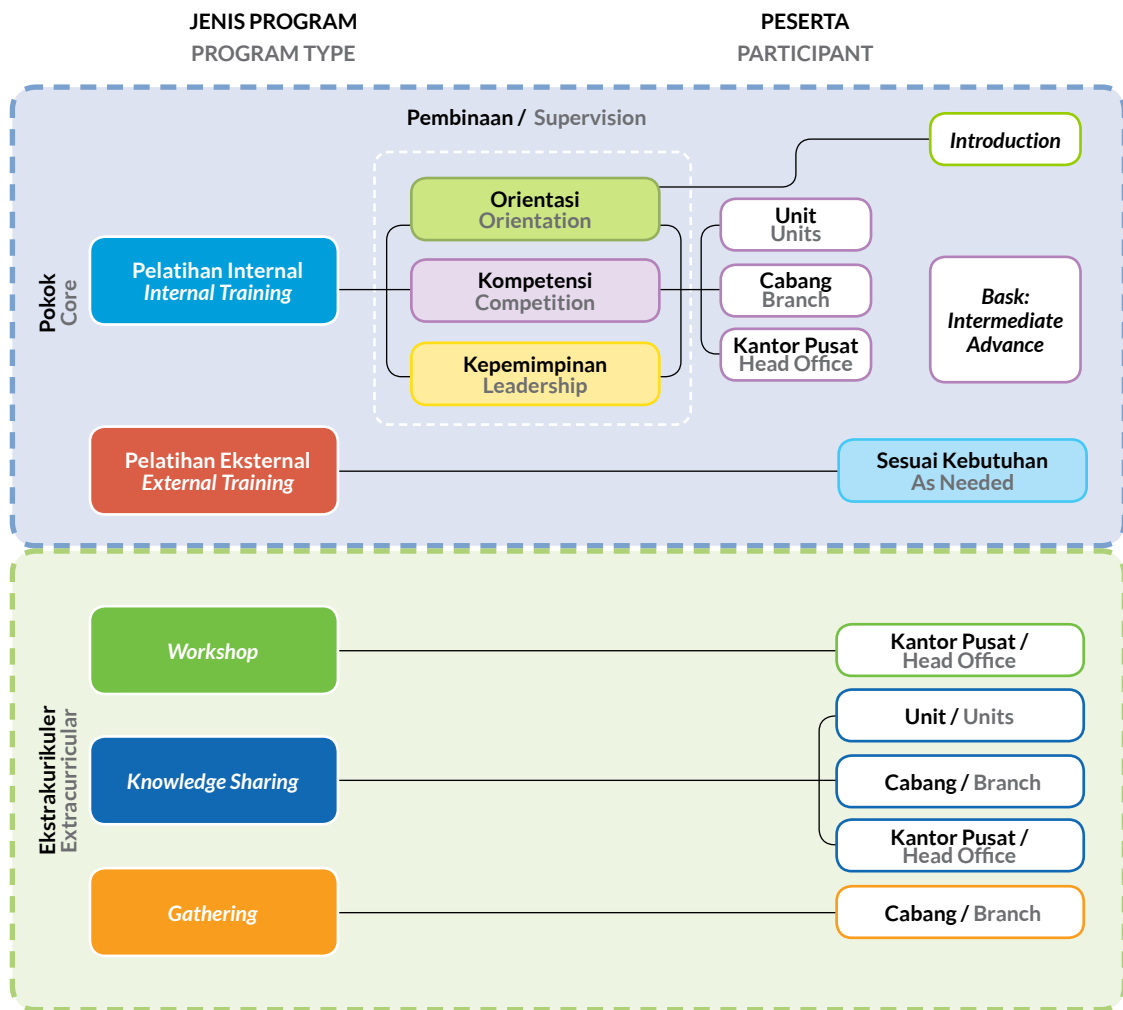 JENIS PROGRAM
PROGRAM TYPE
PESERTA
PARTICIPANT
Pokok
Core
Pembinaan / Supervision
Introduction
Orientasi
Orientation
Unit
Units
Pelatihan Internal
Internal Training
Kompetensi
Competition
Cabang
Branch
Bask:
Intermediate
Advance
Kepemimpinan
Leadership
Kantor Pusat
Head Office
Pelatihan Eksternal
External Training
Sesuai Kebutuhan
As Needed
Ekstrakurikuler
Extracurricular
Workshop
Kantor Pusat /
Head Office
Knowledge Sharing
Unit / Units
Cabang / Branch
Kantor Pusat /
Head Office
Gathering
Cabang / Branch